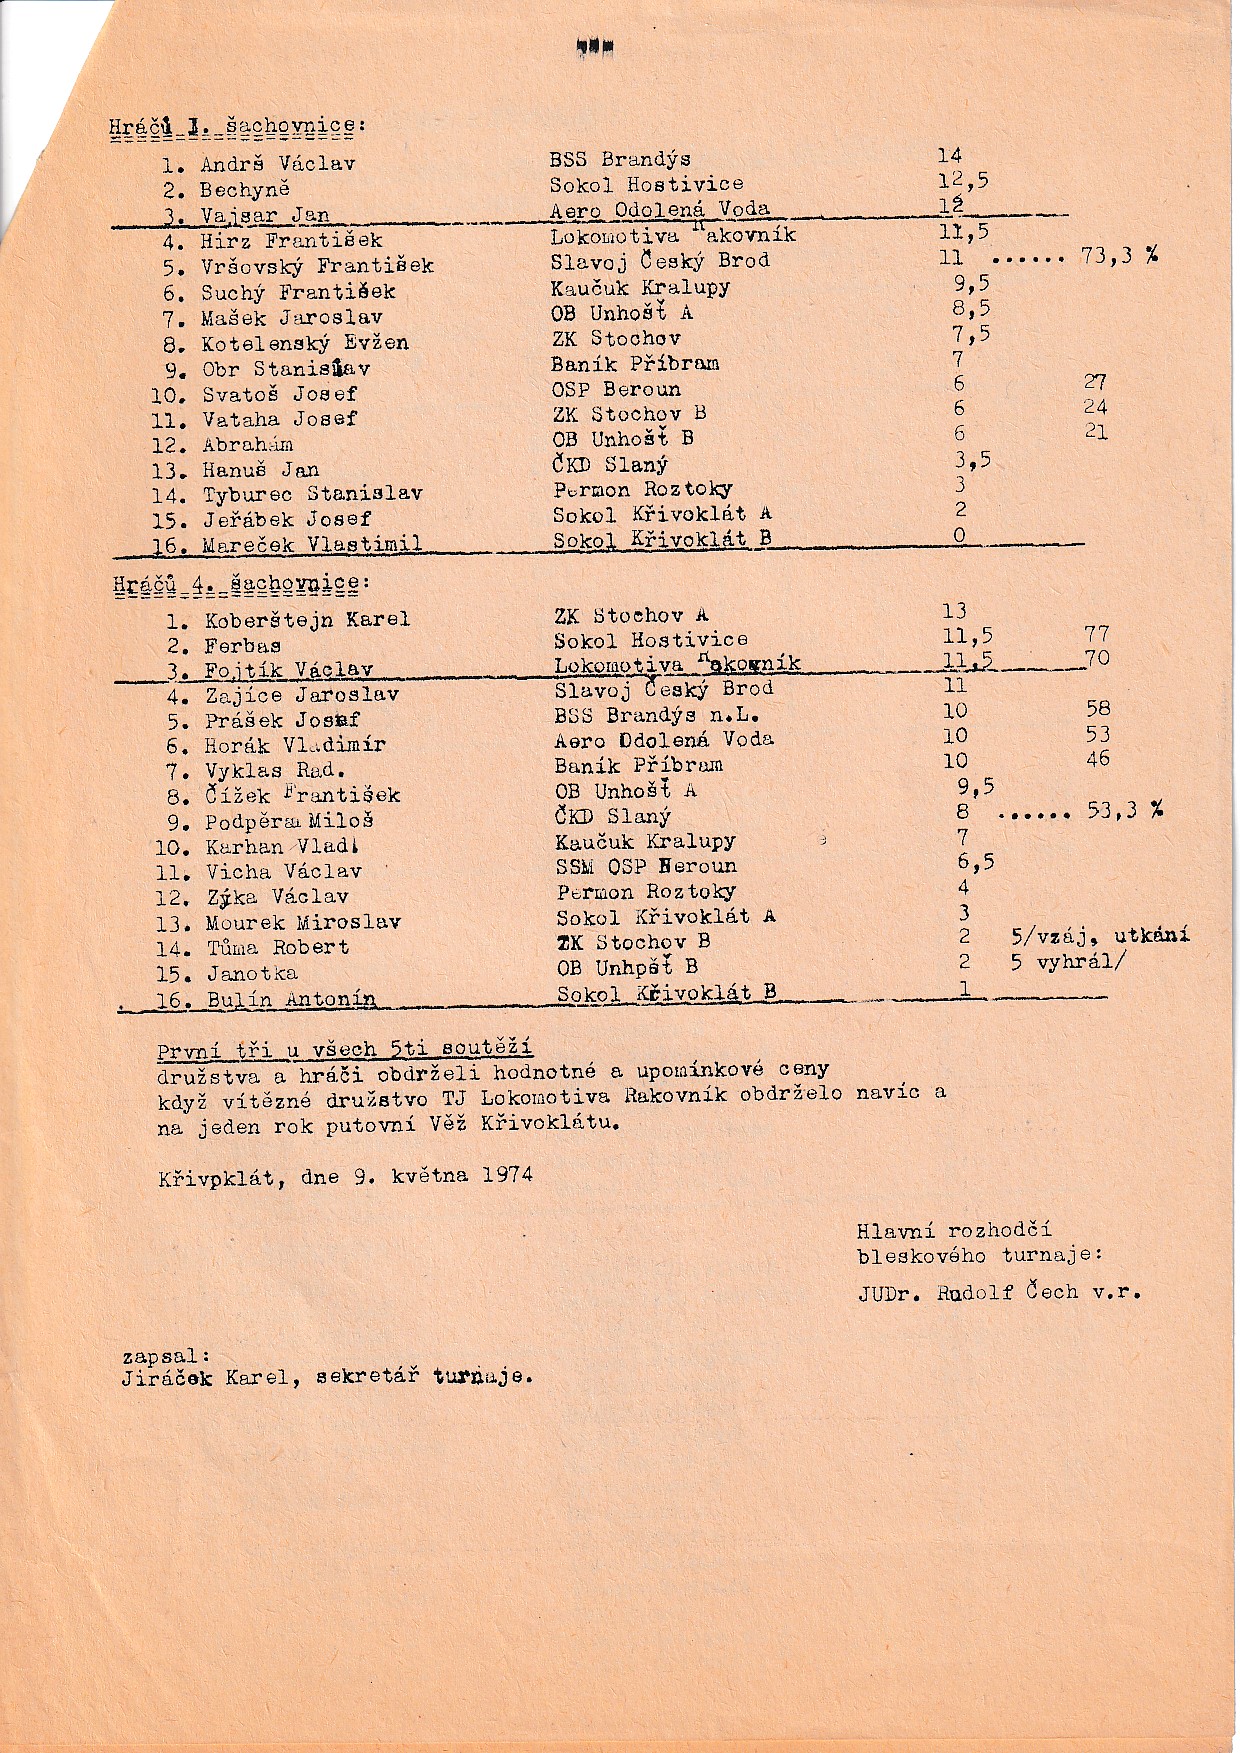 Hráčů 1. šachovnice:
1. Andrš Václav BSS Brandýs 14
2. Bechyně Sokol Hostivice 12,5
3. Vajsar Jan Aero Odolená Voda 12
4. Hirz František Lokomotiva Rakovník 11,5
5. Vršovský František Slavoj Český Brod 11 ...... 73,3 %
6. Suchý František Kaučuk Kralupy 9,5
7. Mašek Jaroslav OB Unhošť A 8,5
8. Kotelenský Evžen ZK Stochov 7,5
9. Obr Stanislav Baník Příbram 7
10. Svatoš Josef OSP Beroun 6 27
11. Vataha Josef ZK Stochov B 6 24
12. Abrahám OB Unhošť B 6 21
13. Hanuš Jan ČKD Slaný 3,5
14. Tyburec Stanislav Permon Roztoky 3
15. Jeřábek Josef Sokol Křivoklát A 2
16. Mareček Vlastimil Sokol Křivoklát B 0
Hráčů 4. šachovnice:
1. Koberštejn Karel ZK Stochov A 13
2. Ferbas Sokol Hostivice 11,5 77
3. Fojtík Václav Lokomotiva Rakovník 11,5 70
4. Zajíce Jaroslav Slavoj Český Brod 11
5. Prášek Josef BSS Brandýs n.L. 10 58
6. Horák Vladimír Aero Odolená Voda 10 53
7. Vyklas Rad. Baník Příbram 10 46
8. Čížek František OB Unhošť A 9,5
9. Podpěra Miloš ČKD Slaný 8 ...... 53,3 %
10. Karhan Vladi Kaučuk Kralupy 7
11. Vicha Václav SSM OSP Beroun 6,5
12. Zýka Václav Permon Roztoky 4
13. Mourek Miroslav Sokol Křivoklát A 3
14. Tůma Robert ZK Stochov B 2 5/vzáj, utkání
15. Janotka OB Unhpšť B 2 5 vyhrál/
16. Bulín Antonín Sokol Křivoklát B 1
První tři u všech 5ti soutěží
družstva a hráči obdrželi hodnotné a upomínkové ceny
když vítězné družstvo TJ Lokomotiva Rakovník obdrželo navíc a
na jeden rok putovní Věž Křivoklátu.
Křivpklát, dne 9. května 1974
Hlavní rozhodčí
bleskového turnaje:
JUDr. Rudolf Čech v.r.
zapsal:
Jiráček Karel, sekretář turnaje.